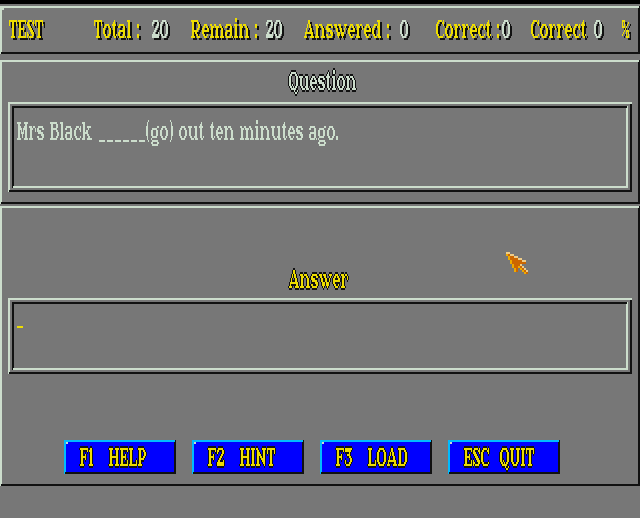 TEST Total : 20 Remain : 20 Answered : 0 Correct :0 Correct 0 %
Question
Mrs Black ______(go) out ten minutes ago.
Answer
F1 HELP F2 HINT F3 LOAD ESC QUIT